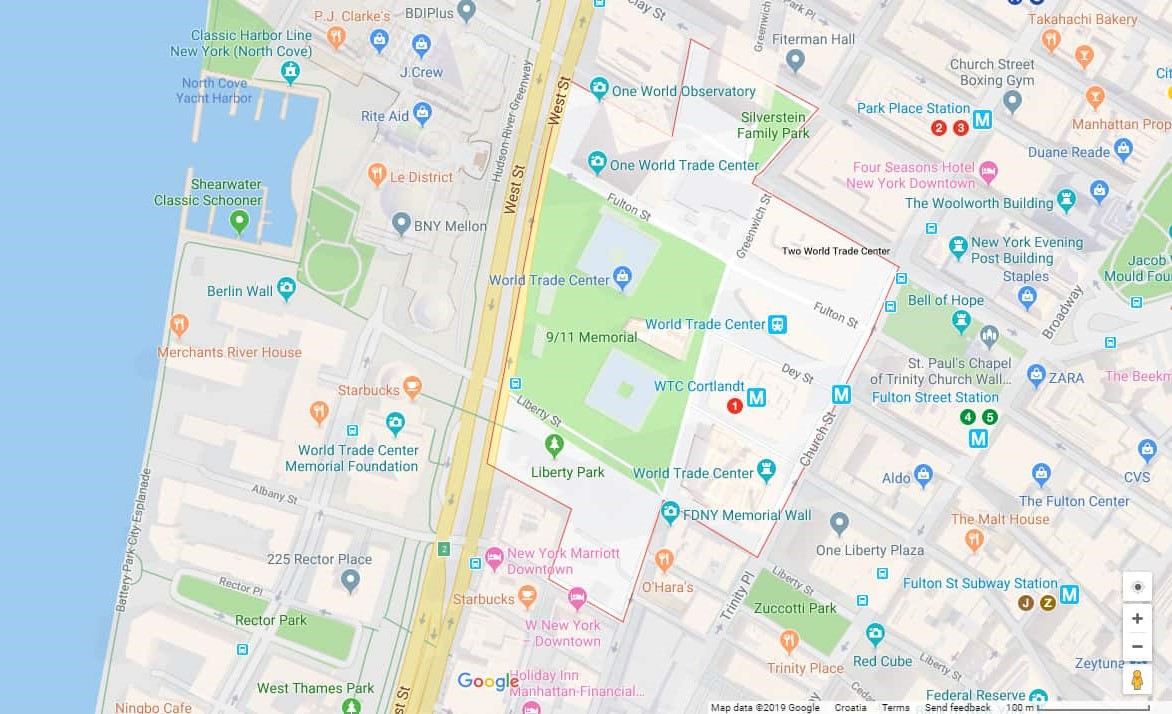 P.J. Clarke's
BDIPlus
Clay St
Greenwich
Park Pl
Takahachi Bakery
Classic Harbor Line
New York (North Cove)
J.Crew
Fiterman Hall
Church Street
Boxing Gym
North Cove
Yacht Harbor
Hudson River Greenway
West St
One World Observatory
Park Place Station
2 3 M
Rite Aid
Silverstein
Family Park
Manhattan Prop
Duane Reade
Le District
One World Trade Center
Four Seasons Hotel
New York Downtown
Shearwater
Classic Schooner
West St
Fulton St
Greenwich St
The Woolworth Building
BNY Mellon
Two World Trade Center
New York Evening
Post Building
Staples
Jacob
Mould Fou
World Trade Center
Berlin Wall
Bell of Hope
Broadway
Fulton St
World Trade Center
9/11 Memorial
Merchants River House
Dey St
St. Paul's Chapel
of Trinity Church Wall...
ZARA
The Beekm
Starbucks
WTC Cortlandt
1 M
M
Fulton Street Station
4 5
M
Liberty St
Church St
World Trade Center
Memorial Foundation
Liberty Park
World Trade Center
Aldo
CVS
The Fulton Center
Albany St
Battery Park City Esplanade
FDNY Memorial Wall
The Malt House
One Liberty Plaza
2
225 Rector Place
New York Marriott
Downtown
O'Hara's
Liberty St
Fulton St Subway Station
M
J Z
Rector Pl
Starbucks
Trinity Pl
Zuccotti Park
Rector Park
W New York
– Downtown
Trinity Place
Red Cube
Liberty St
Zeytuna
West Thames Park
Google
Holiday Inn
Manhattan-Financial...
Federal Reserve
Ningbo Cafe
Map data ©2019 Google Croatia Terms Send feedback 100 m